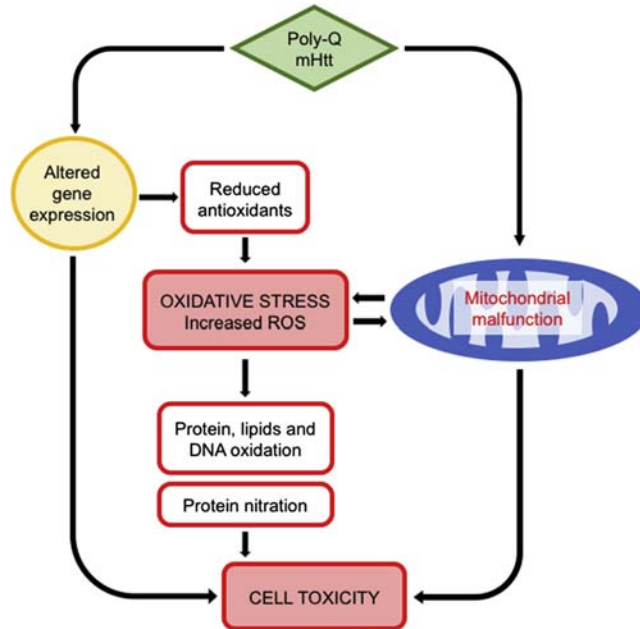 Poly-Q
mHtt
Altered
gene
expression
Reduced
antioxidants
OXIDATIVE STRESS
Increased ROS
Mitochondrial
malfunction
Protein, lipids and
DNA oxidation
Protein nitration
CELL TOXICITY